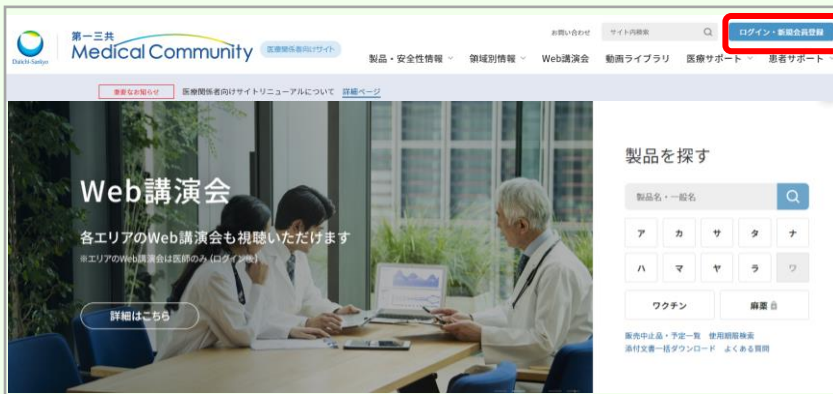 Daiichi-Sankyo
第一三共
Medical Community
医療関係者向けサイト
お問い合わせ
サイト内検索
ログイン・新規会員登録
製品・安全性情報
領域別情報
Web講演会
動画ライブラリ
医療サポート
患者サポート
重要なお知らせ
医療関係者向けサイトリニューアルについて 詳細ページ
Web講演会
各エリアのWeb講演会も視聴いただけます
※エリアのWeb講演会は医師のみ（ログイン後）
詳細はこちら
製品を探す
製品名・一般名
ア カ サ タ ナ
ハ マ ヤ ラ ワ
ワクチン 麻薬
販売中止品・予定一覧 使用期限検索
添付文書一括ダウンロード よくある質問